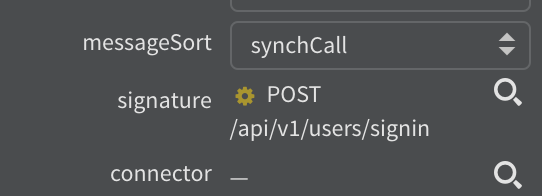 messageSort synchCall
signature POST
/api/v1/users/signin
connector —